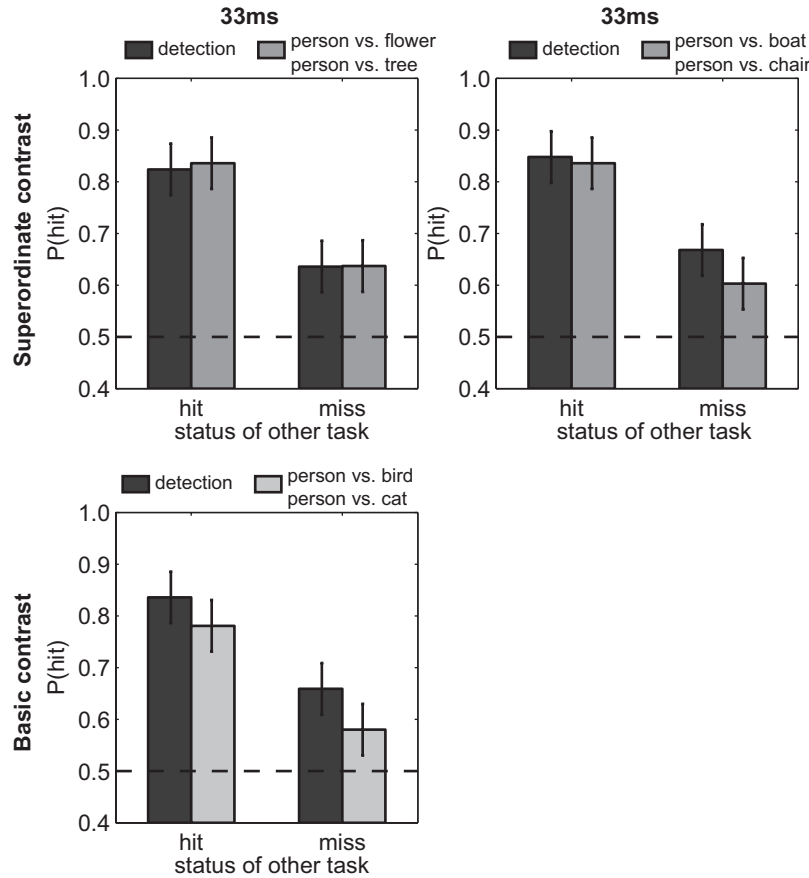 33ms
detection
person vs. flower
person vs. tree
Superordinate contrast
P(hit)
1.0
0.9
0.8
0.7
0.6
0.5
0.4
hit
miss
status of other task
33ms
detection
person vs. boat
person vs. chair
P(hit)
1.0
0.9
0.8
0.7
0.6
0.5
0.4
hit
miss
status of other task
detection
person vs. bird
person vs. cat
Basic contrast
P(hit)
1.0
0.9
0.8
0.7
0.6
0.5
0.4
hit
miss
status of other task